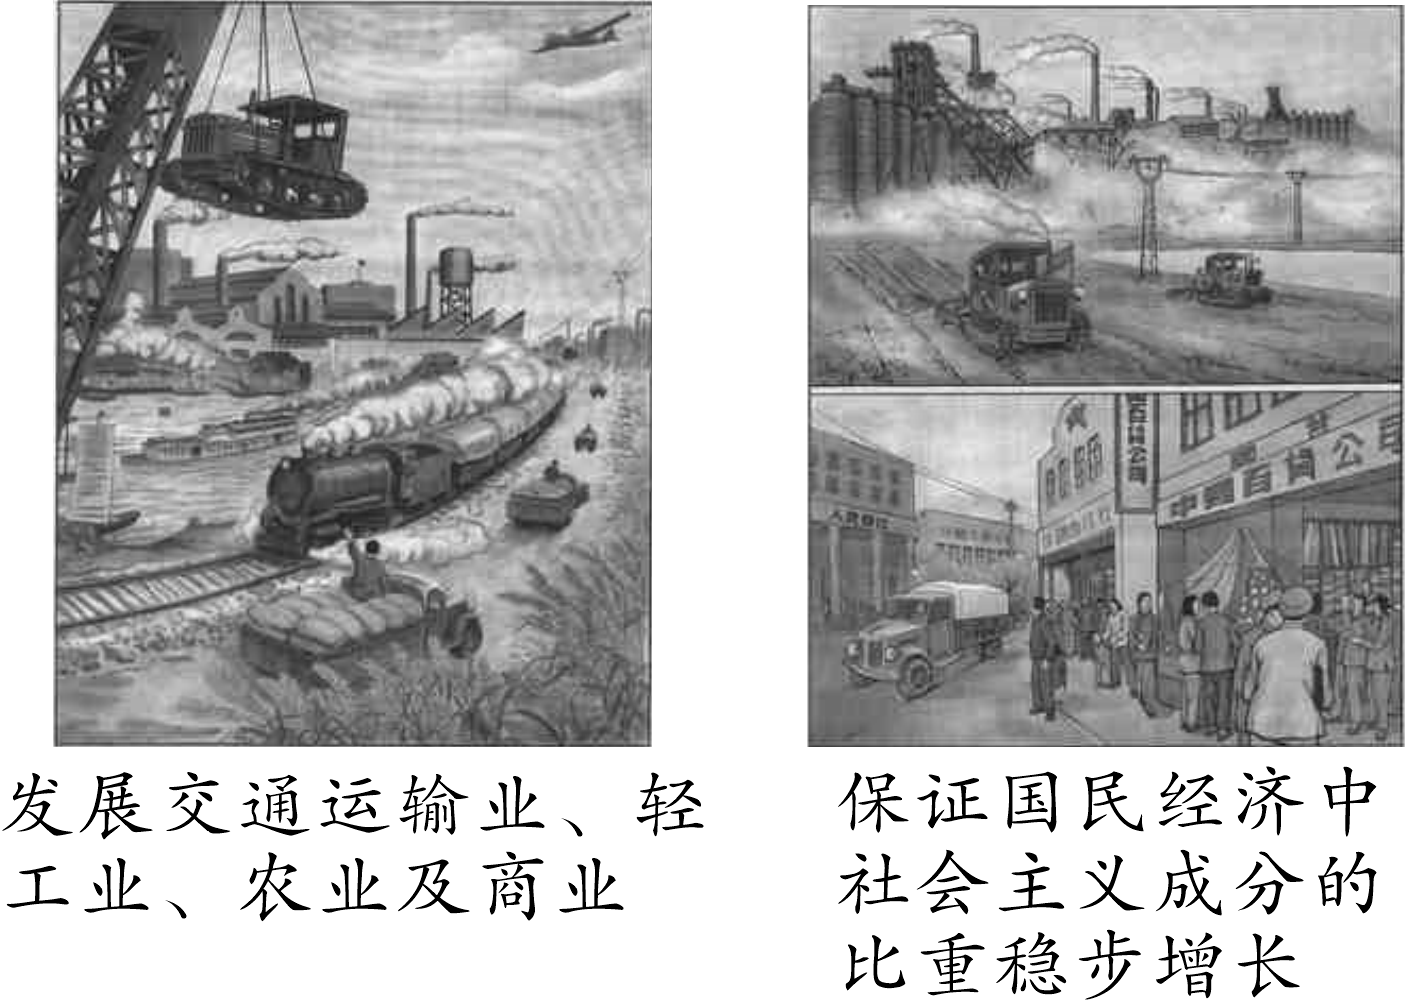 发展交通运输业、轻
工业、农业及商业
保证国民经济中
社会主义成分的
比重稳步增长
中国百货公司